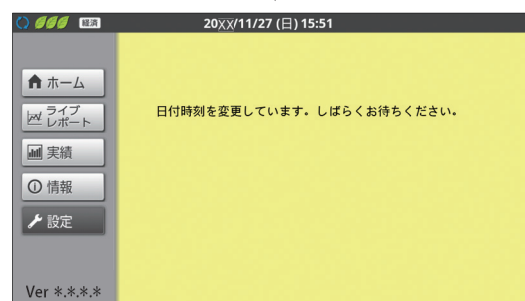 経済
20XX/11/27 (日) 15:51
ホーム
ライブ
レポート
実績
情報
設定
日付時刻を変更しています。しばらくお待ちください。
Ver *.*.*.*